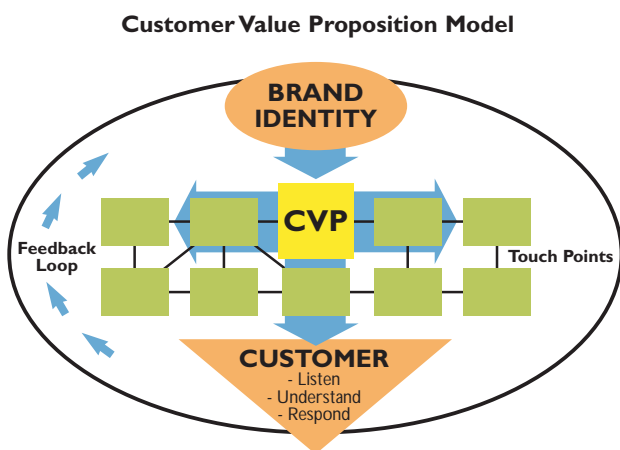 Customer Value Proposition Model
BRAND
IDENTITY
CVP
Feedback
Loop
Touch Points
CUSTOMER
- Listen
- Understand
- Respond